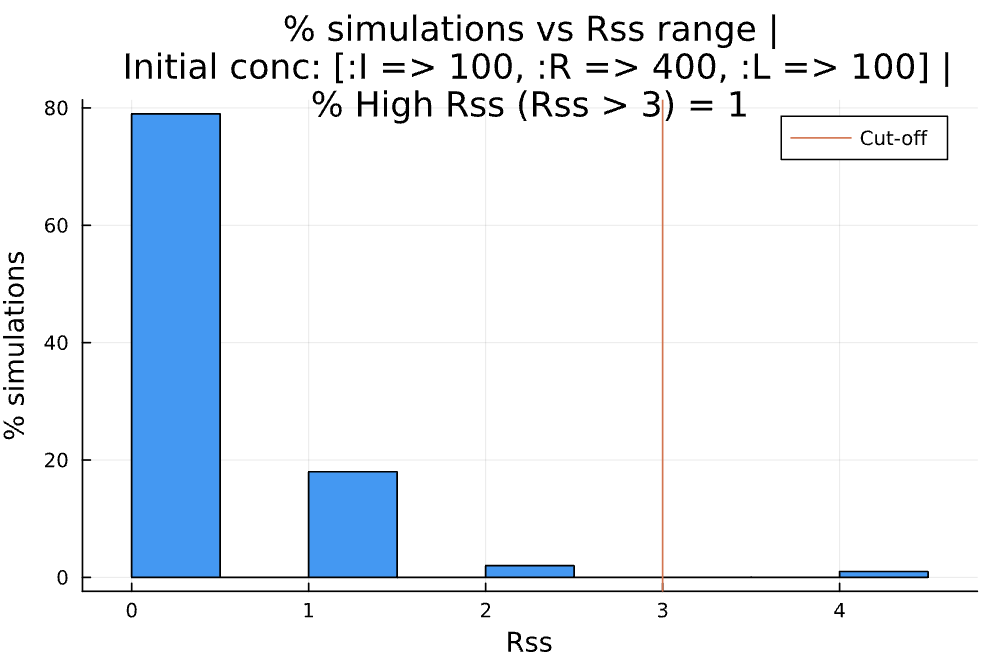 % simulations vs Rss range |
Initial conc: [:I => 100, :R => 400, :L => 100] |
% High Rss (Rss > 3) = 1
80
Cut-off
60
40
20
0
% simulations
0 1 2 3 4
Rss